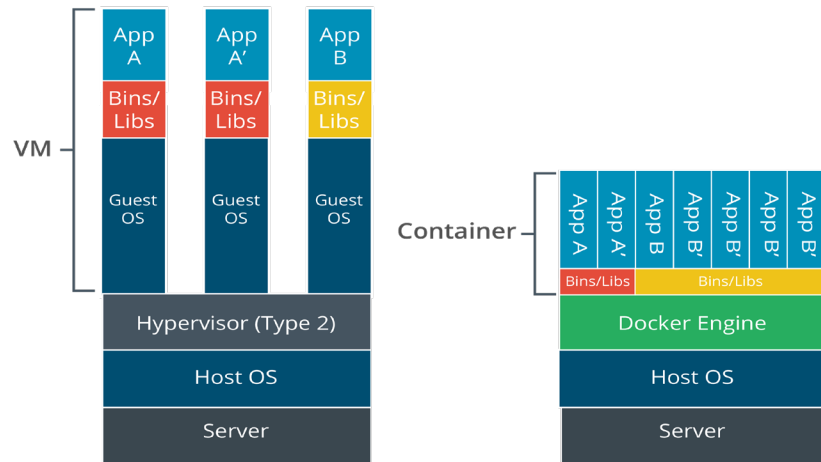 App
A
App
A’
App
B
Bins/
Libs
Bins/
Libs
Bins/
Libs
VM
Guest
OS
Guest
OS
Guest
OS
Hypervisor (Type 2)
Host OS
Server
Container
App A
App A’
App B
App B’
App B’
App B’
App B’
Bins/Libs
Bins/Libs
Docker Engine
Host OS
Server